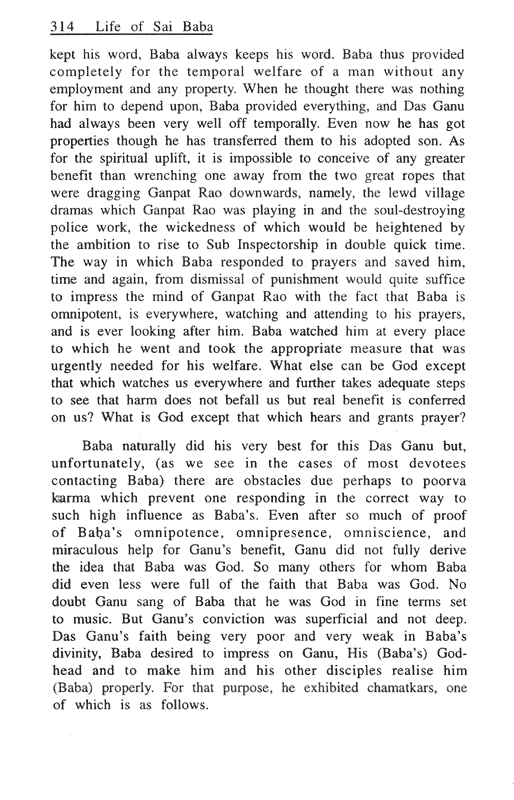 314 Life of Sai Baba
kept his word, Baba always keeps his word. Baba thus provided
completely for the temporal welfare of a man without any
employment and any property. When he thought there was nothing
for him to depend upon, Baba provided everything, and Das Ganu
had always been very well off temporally. Even now he has got
properties though he has transferred them to his adopted son. As
for the spiritual uplift, it is impossible to conceive of any greater
benefit than wrenching one away from the two great ropes that
were dragging Ganpat Rao downwards, namely, the lewd village
dramas which Ganpat Rao was playing in and the soul-destroying
police work, the wickedness of which would be heightened by
the ambition to rise to Sub Inspectorship in double quick time.
The way in which Baba responded to prayers and saved him,
time and again, from dismissal of punishment would quite suffice
to impress the mind of Ganpat Rao with the fact that Baba is
omnipotent, is everywhere, watching and attending to his prayers,
and is ever looking after him. Baba watched him at every place
to which he went and took the appropriate measure that was
urgently needed for his welfare. What else can be God except
that which watches us everywhere and further takes adequate steps
to see that harm does not befall us but real benefit is conferred
on us? What is God except that which hears and grants prayer?
Baba naturally did his very best for this Das Ganu but,
unfortunately, (as we see in the cases of most devotees
contacting Baba) there are obstacles due perhaps to poorva
karma which prevent one responding in the correct way to
such high influence as Baba's. Even after so much of proof
of Baba's omnipotence, omnipresence, omniscience, and
miraculous help for Ganu's benefit, Ganu did not fully derive
the idea that Baba was God. So many others for whom Baba
did even less were full of the faith that Baba was God. No
doubt Ganu sang of Baba that he was God in fine terms set
to music. But Ganu's conviction was superficial and not deep.
Das Ganu's faith being very poor and very weak in Baba's
divinity, Baba desired to impress on Ganu, His (Baba's) God-
head and to make him and his other disciples realise him
(Baba) properly. For that purpose, he exhibited chamatkars, one
of which is as follows.